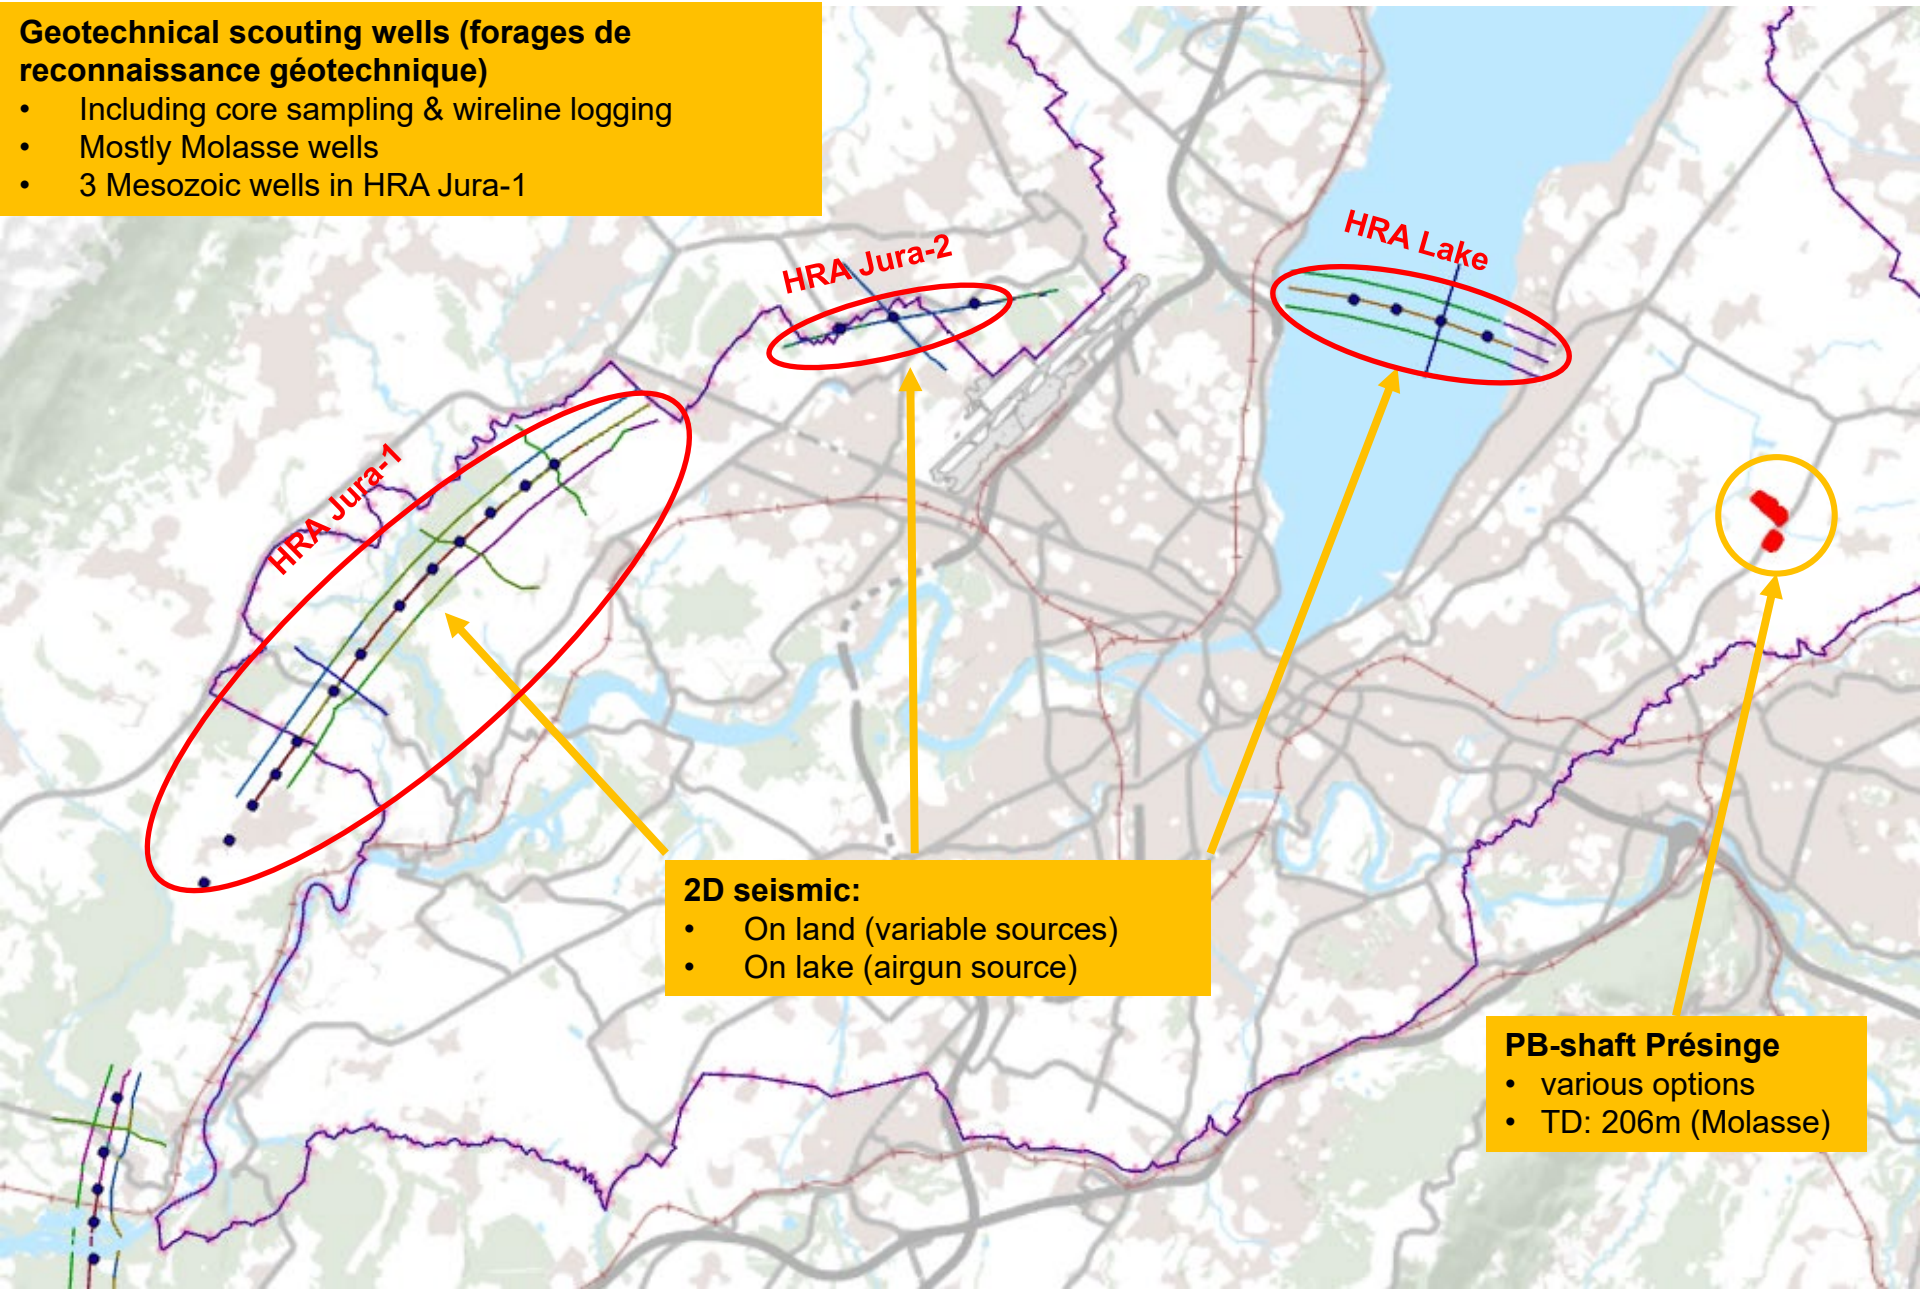 Geotechnical scouting wells (forages de
reconnaissance géotechnique)
• Including core sampling & wireline logging
• Mostly Molasse wells
• 3 Mesozoic wells in HRA Jura-1
HRA Jura-2
HRA Lake
HRA Jura-1
2D seismic:
• On land (variable sources)
• On lake (airgun source)
PB-shaft Présinge
• various options
• TD: 206m (Molasse)